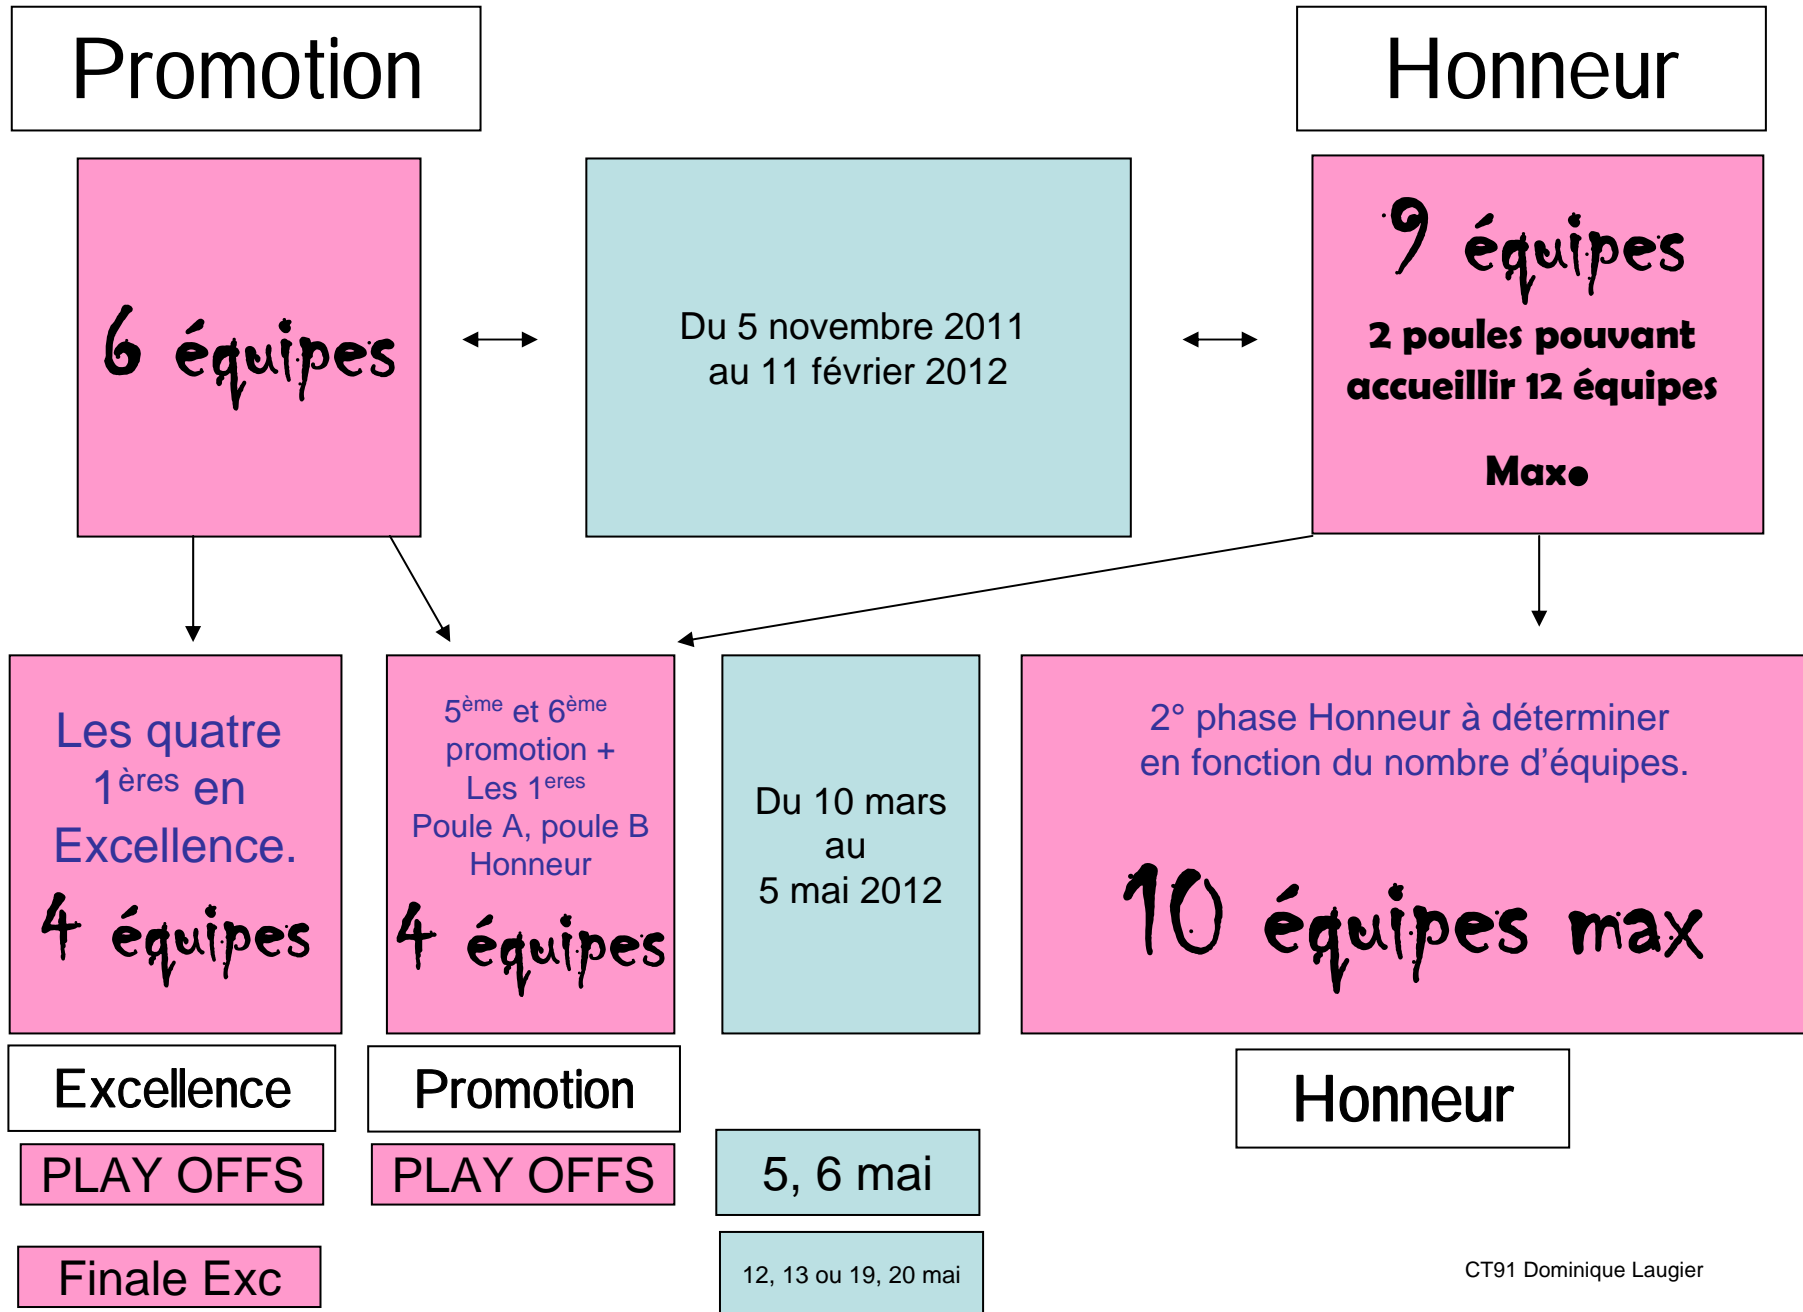 Promotion
Honneur
6 équipes
Du 5 novembre 2011
au 11 février 2012
9 équipes
2 poules pouvant
accueillir 12 équipes
Max.
Les quatre
1ères en
Excellence.
4 équipes
5ème et 6ème
promotion +
Les 1eres
Poule A, poule B
Honneur
4 équipes
Du 10 mars
au
5 mai 2012
2° phase Honneur à déterminer
en fonction du nombre d’équipes.
10 équipes max
Excellence
Promotion
Honneur
PLAY OFFS
PLAY OFFS
5, 6 mai
Finale Exc
12, 13 ou 19, 20 mai
CT91 Dominique Laugier